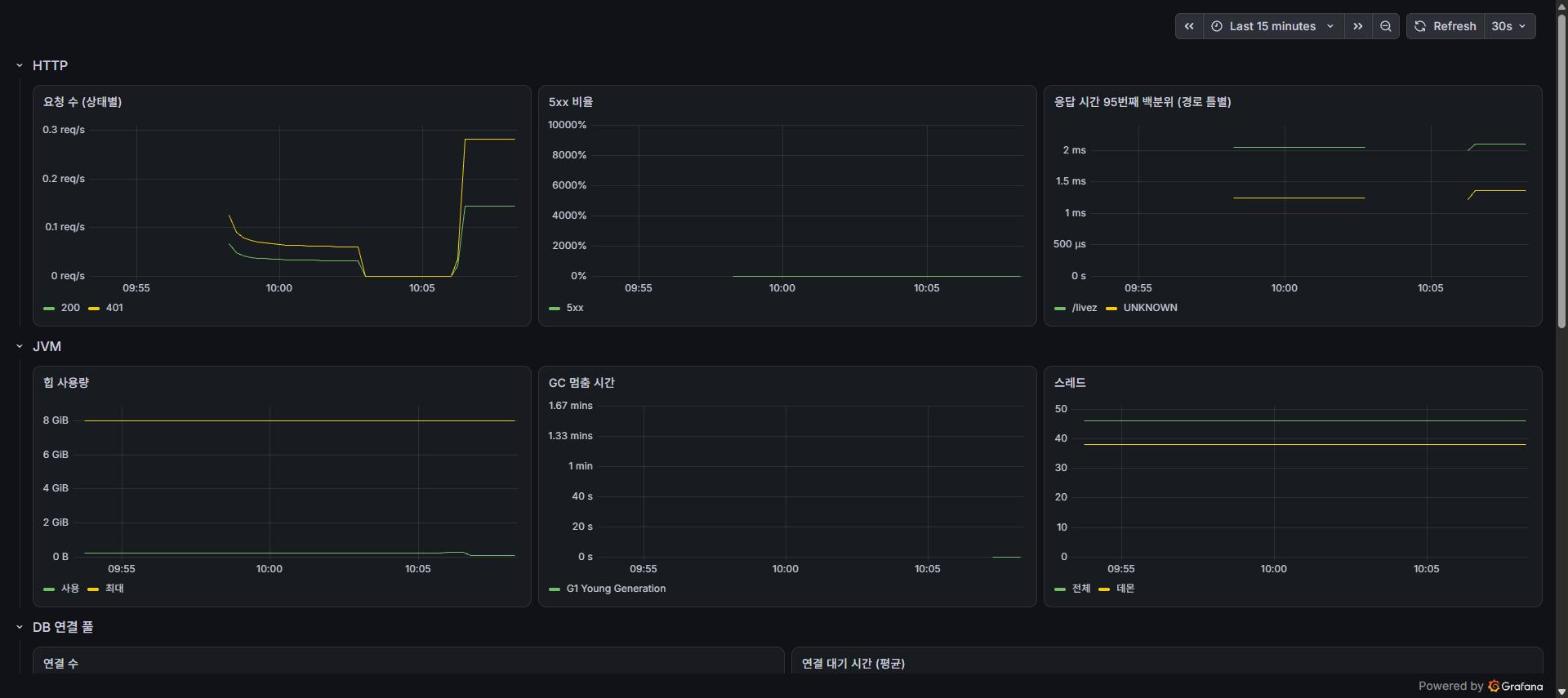 Last 15 minutes Refresh 30s
HTTP
요청 수 (상태별)
0.3 req/s
0.2 req/s
0.1 req/s
0 req/s
09:55 10:00 10:05
200 401
5xx 비율
10000%
8000%
6000%
4000%
2000%
0%
09:55 10:00 10:05
5xx
응답 시간 95번째 백분위 (경로 틀별)
2 ms
1.5 ms
1 ms
500 µs
0 s
09:55 10:00 10:05
/livez UNKNOWN
JVM
힙 사용량
8 GiB
6 GiB
4 GiB
2 GiB
0 B
09:55 10:00 10:05
사용 최대
GC 멈춤 시간
1.67 mins
1.33 mins
1 min
40 s
20 s
0 s
09:55 10:00 10:05
G1 Young Generation
스레드
50
40
30
20
10
0
09:55 10:00 10:05
전체 데몬
DB 연결 풀
연결 수
연결 대기 시간 (평균)
Powered by Grafana